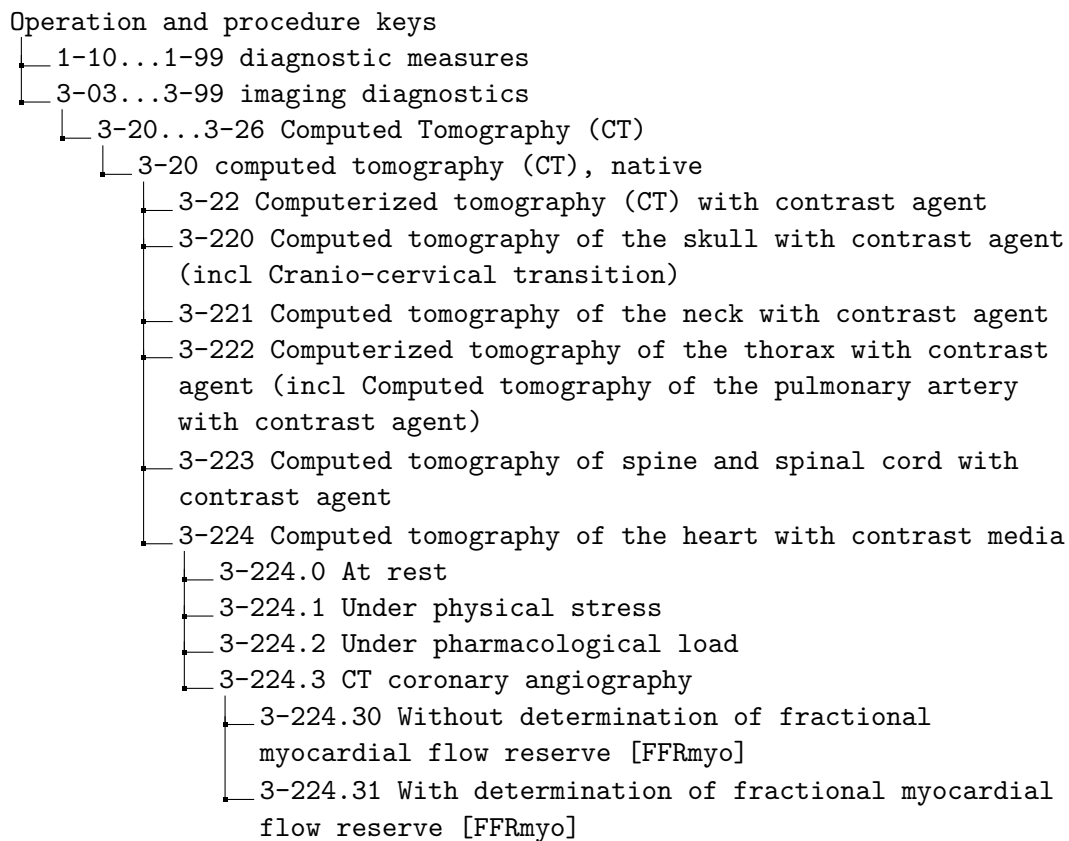 Operation and procedure keys
1-10...1-99 diagnostic measures
3-03...3-99 imaging diagnostics
3-20...3-26 Computed Tomography (CT)
3-20 computed tomography (CT), native
3-22 Computerized tomography (CT) with contrast agent
3-220 Computed tomography of the skull with contrast agent
(incl Cranio-cervical transition)
3-221 Computed tomography of the neck with contrast agent
3-222 Computerized tomography of the thorax with contrast
agent (incl Computed tomography of the pulmonary artery
with contrast agent)
3-223 Computed tomography of spine and spinal cord with
contrast agent
3-224 Computed tomography of the heart with contrast media
3-224.0 At rest
3-224.1 Under physical stress
3-224.2 Under pharmacological load
3-224.3 CT coronary angiography
3-224.30 Without determination of fractional
myocardial flow reserve [FFRmyo]
3-224.31 With determination of fractional myocardial
flow reserve [FFRmyo]